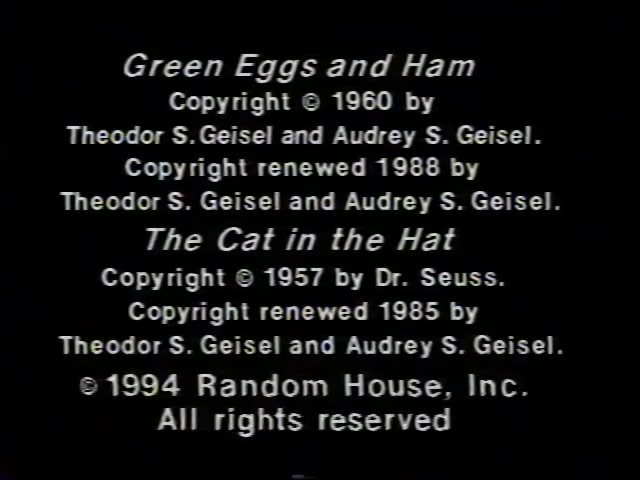 Green Eggs and Ham
Copyright © 1960 by
Theodor S. Geisel and Audrey S. Geisel.
Copyright renewed 1988 by
Theodor S. Geisel and Audrey S. Geisel.
The Cat in the Hat
Copyright © 1957 by Dr. Seuss.
Copyright renewed 1985 by
Theodor S. Geisel and Audrey S. Geisel.
© 1994 Random House, Inc.
All rights reserved